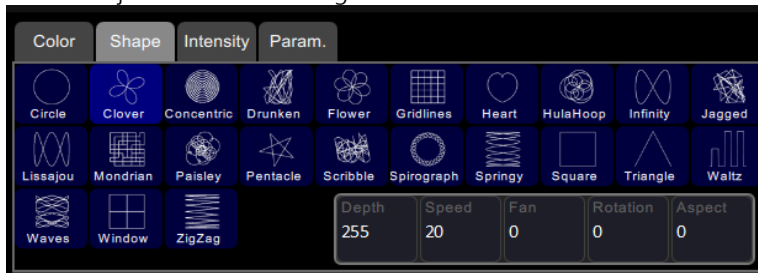 Color Shape Intensity Param.
Circle Clover Concentric Drunken Flower Gridlines Heart HulaHoop Infinity Jagged
Lissajou Mondrian Paisley Pentacle Scribble Spirograph Springy Square Triangle Waltz
Waves Window ZigZag
Depth Speed Fan Rotation Aspect
255 20 0 0 0